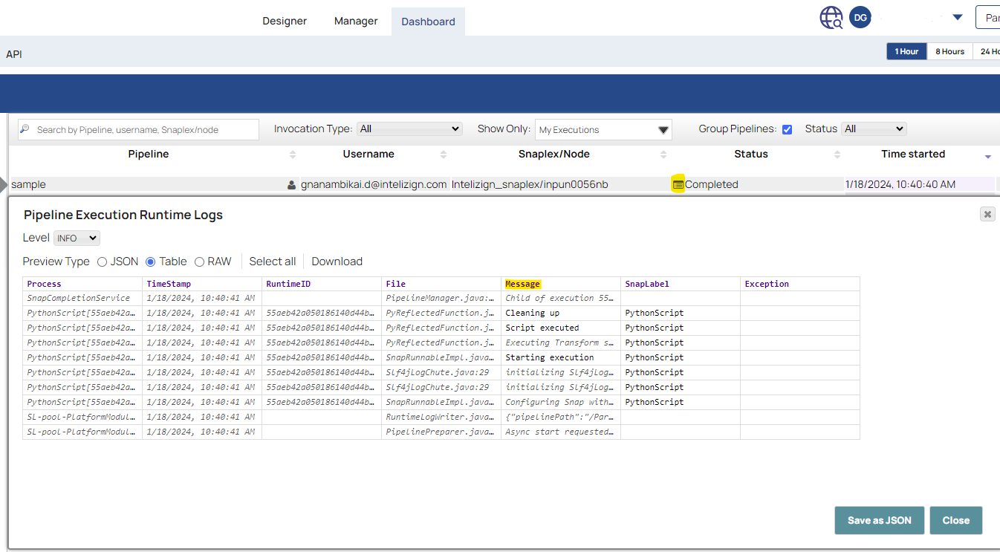 Designer Manager Dashboard DG Par
API 1 Hour 8 Hours 24 Ho
Search by Pipeline, username, Snaplex/node Invocation Type: All Show Only: My Executions Group Pipelines: Status All
Pipeline Username Snaplex/Node Status Time started
sample gnanambikai.d@intelizign.com Intelizign_snaplex/inpun0056nb Completed 1/18/2024, 10:40:40 AM
Pipeline Execution Runtime Logs
Level INFO
Preview Type JSON Table RAW Select all Download
Process TimeStamp RuntimeID File Message SnapLabel Exception
SnapCompletionService 1/18/2024, 10:40:41 AM PipelineManager.java:… Child of execution 55…
PythonScript[55aeb42a… 1/18/2024, 10:40:41 AM 55aeb42a050186140d44b… PyReflectedFunction.j… Cleaning up PythonScript
PythonScript[55aeb42a… 1/18/2024, 10:40:41 AM 55aeb42a050186140d44b… PyReflectedFunction.j… Script executed PythonScript
PythonScript[55aeb42a… 1/18/2024, 10:40:41 AM 55aeb42a050186140d44b… PyReflectedFunction.j… Executing Transform s… PythonScript
PythonScript[55aeb42a… 1/18/2024, 10:40:41 AM 55aeb42a050186140d44b… SnapRunnableImpl.java… Starting execution PythonScript
PythonScript[55aeb42a… 1/18/2024, 10:40:41 AM 55aeb42a050186140d44b… Slf4jLogChute.java:29 initializing Slf4jLog… PythonScript
PythonScript[55aeb42a… 1/18/2024, 10:40:41 AM 55aeb42a050186140d44b… Slf4jLogChute.java:29 initializing Slf4jLog… PythonScript
PythonScript[55aeb42a… 1/18/2024, 10:40:41 AM 55aeb42a050186140d44b… SnapRunnableImpl.java… Configuring Snap with… PythonScript
SL-pool-PlatformModul… 1/18/2024, 10:40:41 AM RuntimeLogWriter.java… {"pipelinePath":"/Par…
SL-pool-PlatformModul… 1/18/2024, 10:40:41 AM PipelinePreparer.java… Async start requested…
Save as JSON Close